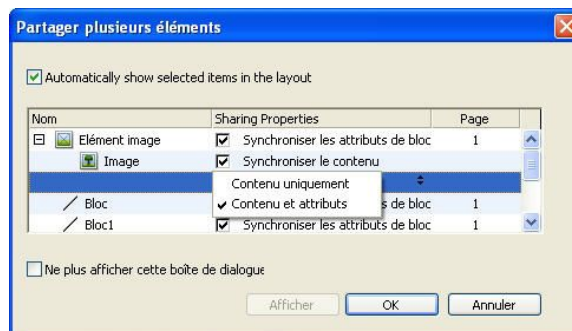 Partager plusieurs éléments
Automatically show selected items in the layout
Nom Sharing Properties Page
Elément image Synchroniser les attributs de bloc 1
Image Synchroniser le contenu
Contenu uniquement
Bloc Contenu et attributs de bloc 1
Bloc1 Synchroniser les attributs de bloc 1
Ne plus afficher cette boîte de dialogue
Afficher OK Annuler